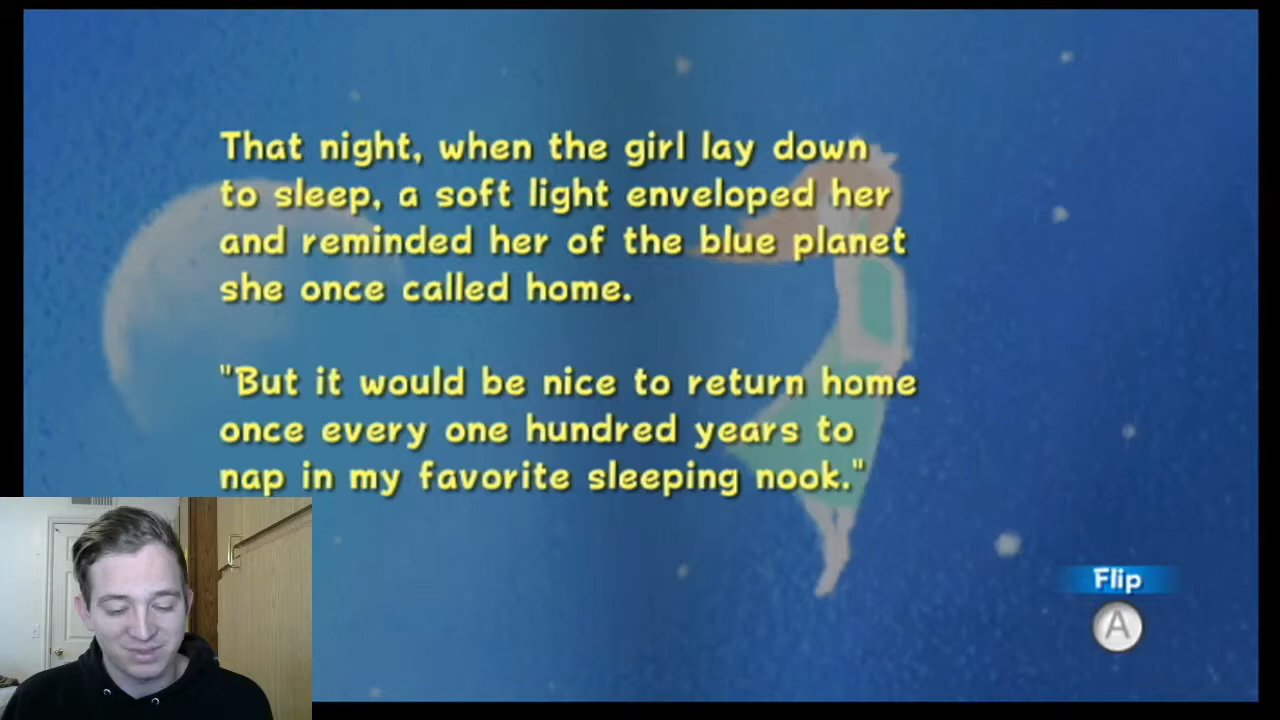 That night, when the girl lay down
to sleep, a soft light enveloped her
and reminded her of the blue planet
she once called home.
"But it would be nice to return home
once every one hundred years to
nap in my favorite sleeping nook."
Flip
A